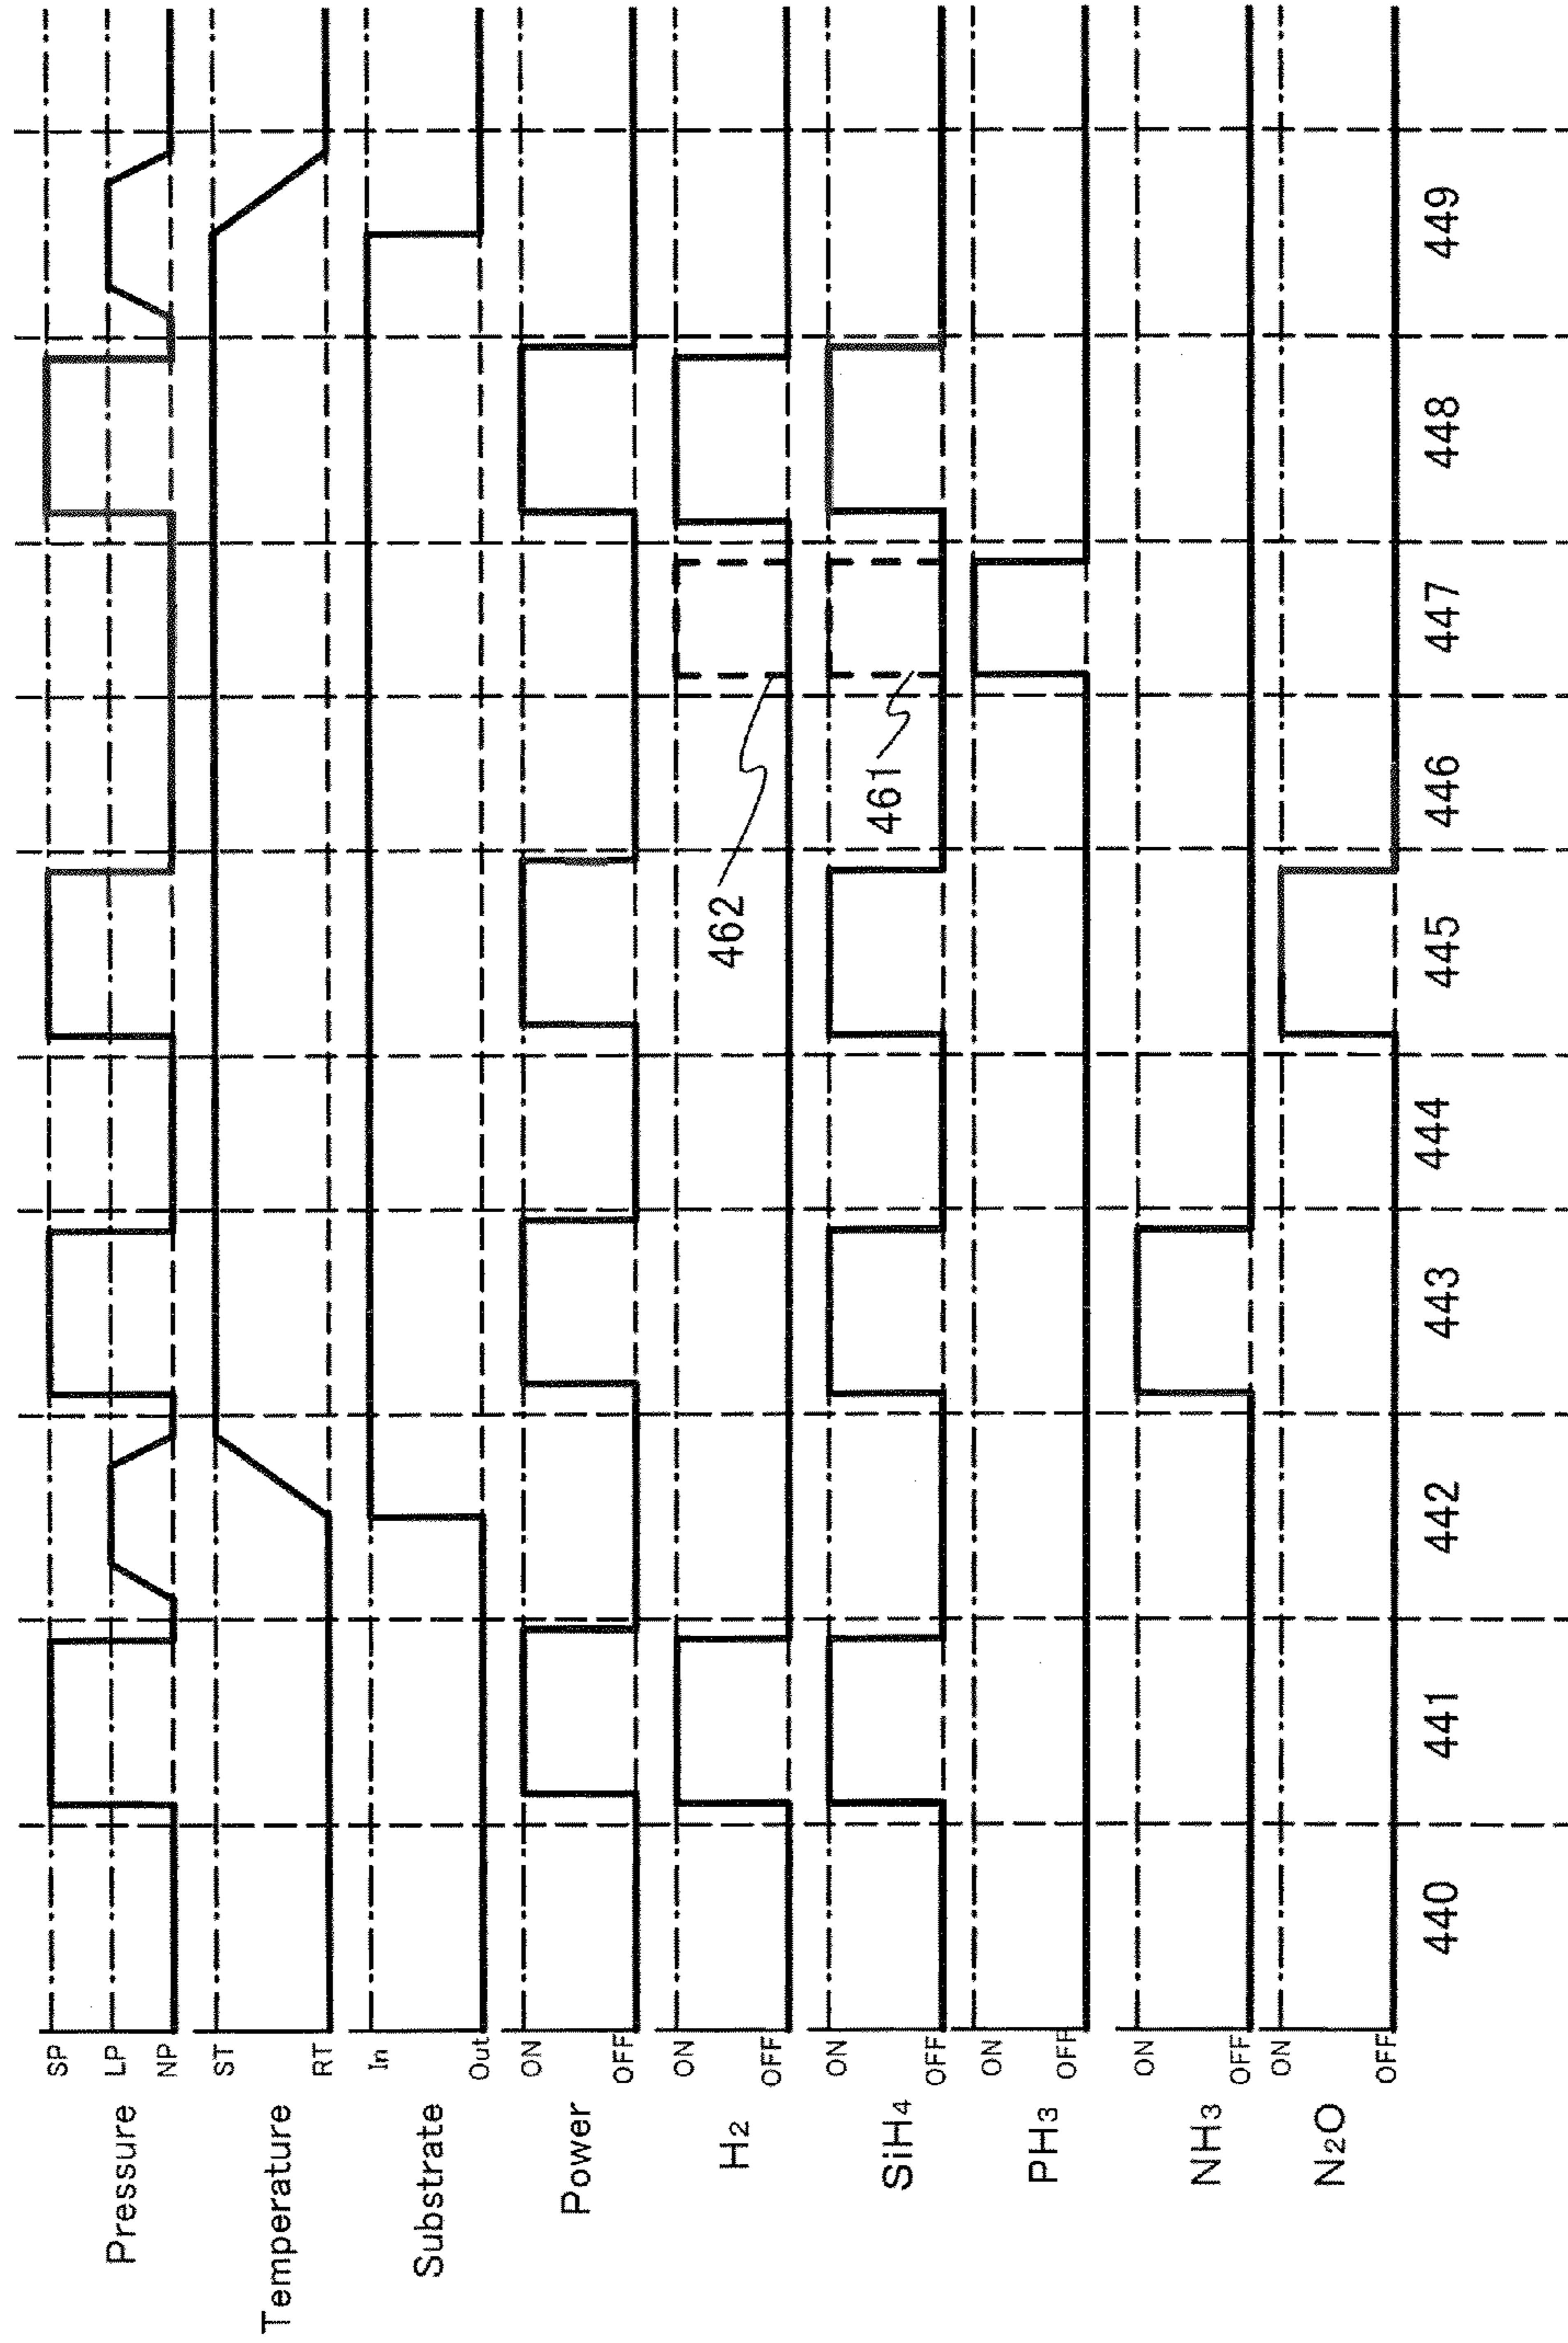 Pressure
SP
LP
NP
Temperature
ST
RT
Substrate
In
Out
Power
ON
OFF
H2
ON
OFF
SiH4
ON
OFF
PH3
ON
OFF
NH3
ON
OFF
N2O
ON
OFF
462
461
440 441 442 443 444 445 446 447 448 449